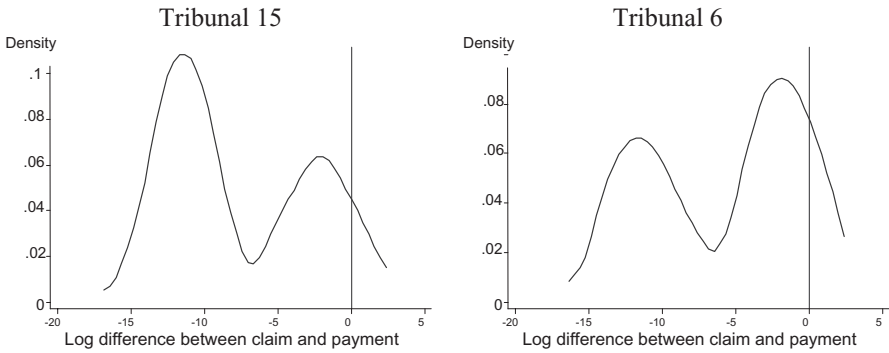 Tribunal 15
Density
.1
.08
.06
.04
.02
0
-20 -15 -10 -5 0 5
Log difference between claim and payment
Tribunal 6
Density
.08
.06
.04
.02
0
-20 -15 -10 -5 0 5
Log difference between claim and payment